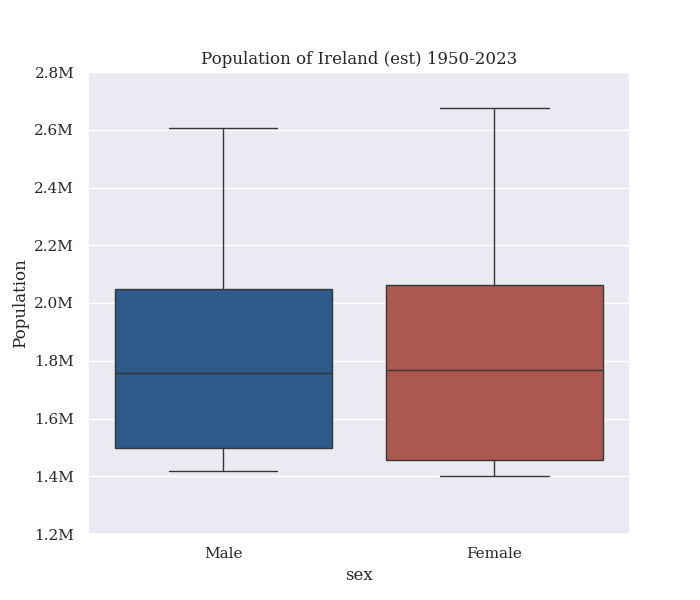 Population of Ireland (est) 1950-2023
2.8M
2.6M
2.4M
2.2M
2.0M
1.8M
1.6M
1.4M
1.2M
Population
Male
Female
sex